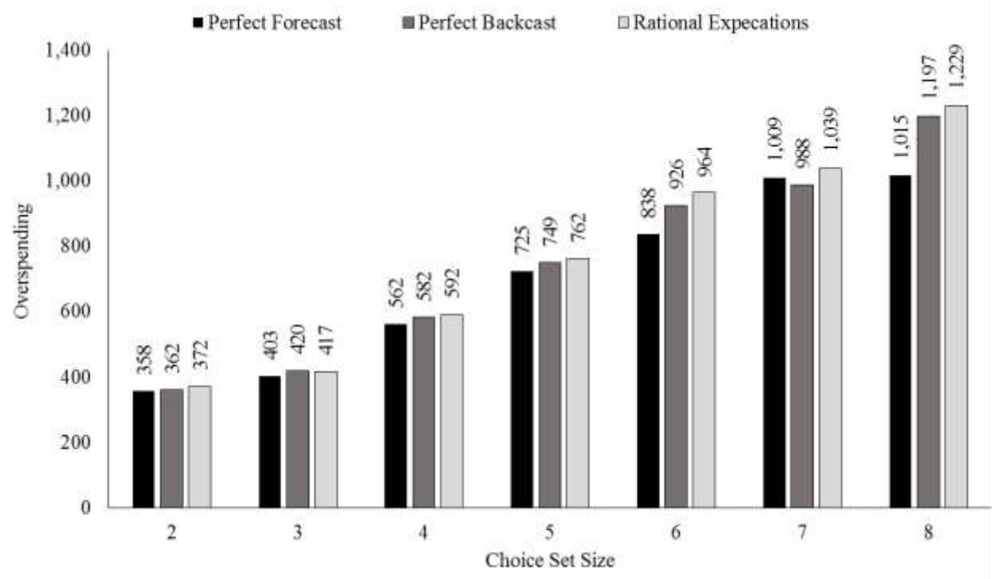 Perfect Forecast Perfect Backcast Rational Expecations
1,400
1,200
1,000
800
600
400
200
0
Overspending
358 362 372
403 420 417
562 582 592
725 749 762
838 926 964
1,009 988 1,039
1,015 1,197 1,229
2 3 4 5 6 7 8
Choice Set Size